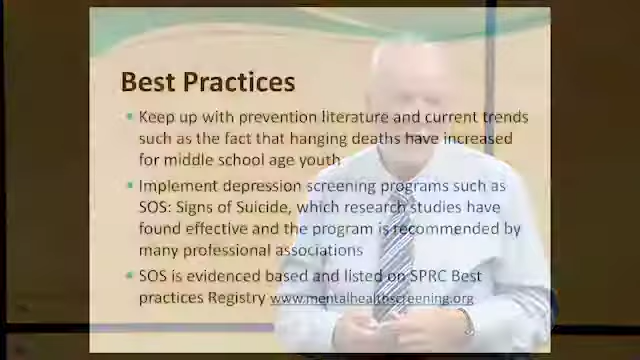 Best Practices
Keep up with prevention literature and current trends
such as the fact that hanging deaths have increased
for middle school age youth
Implement depression screening programs such as
SOS: Signs of Suicide, which research studies have
found effective and the program is recommended by
many professional associations
SOS is evidenced based and listed on SPRC Best
practices Registry www.mentalhealthscreening.org